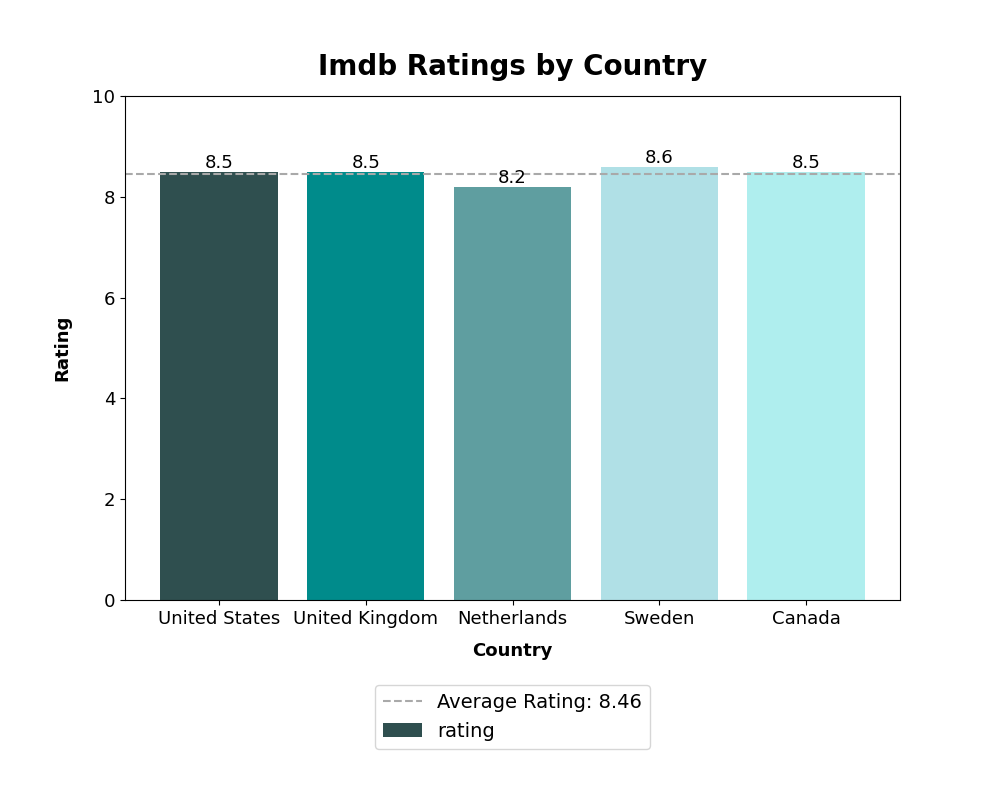 Imdb Ratings by Country
10
8
6
4
2
0
Rating
8.5
8.5
8.2
8.6
8.5
United States
United Kingdom
Netherlands
Sweden
Canada
Country
Average Rating: 8.46
rating